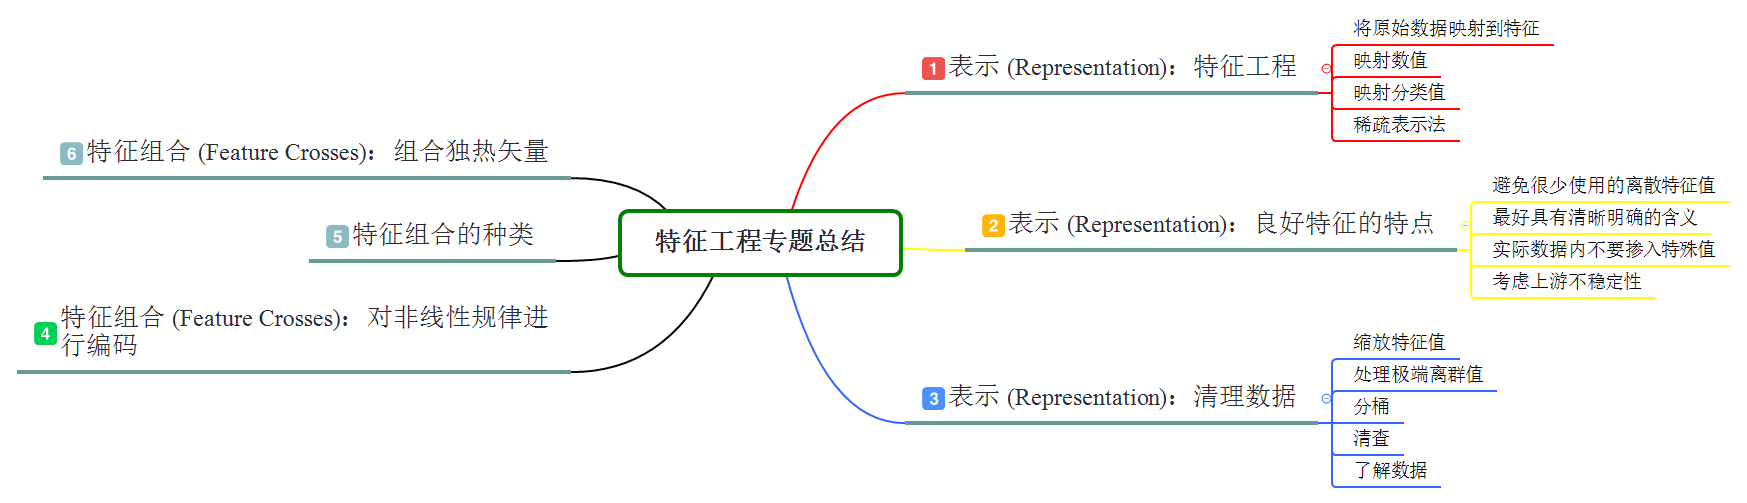 特征工程专题总结
1 表示 (Representation)：特征工程
将原始数据映射到特征
映射数值
映射分类值
稀疏表示法
2 表示 (Representation)：良好特征的特点
避免很少使用的离散特征值
最好具有清晰明确的含义
实际数据内不要掺入特殊值
考虑上游不稳定性
3 表示 (Representation)：清理数据
缩放特征值
处理极端离群值
分桶
清查
了解数据
4 特征组合 (Feature Crosses)：对非线性规律进
行编码
5 特征组合的种类
6 特征组合 (Feature Crosses)：组合独热矢量